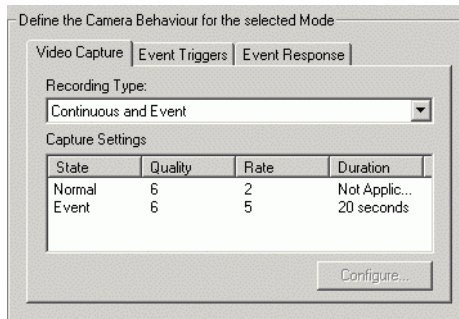 Define the Camera Behaviour for the selected Mode
Video Capture Event Triggers Event Response
Recording Type:
Continuous and Event
Capture Settings
State Quality Rate Duration
Normal 6 2 Not Applic...
Event 6 5 20 seconds
Configure...